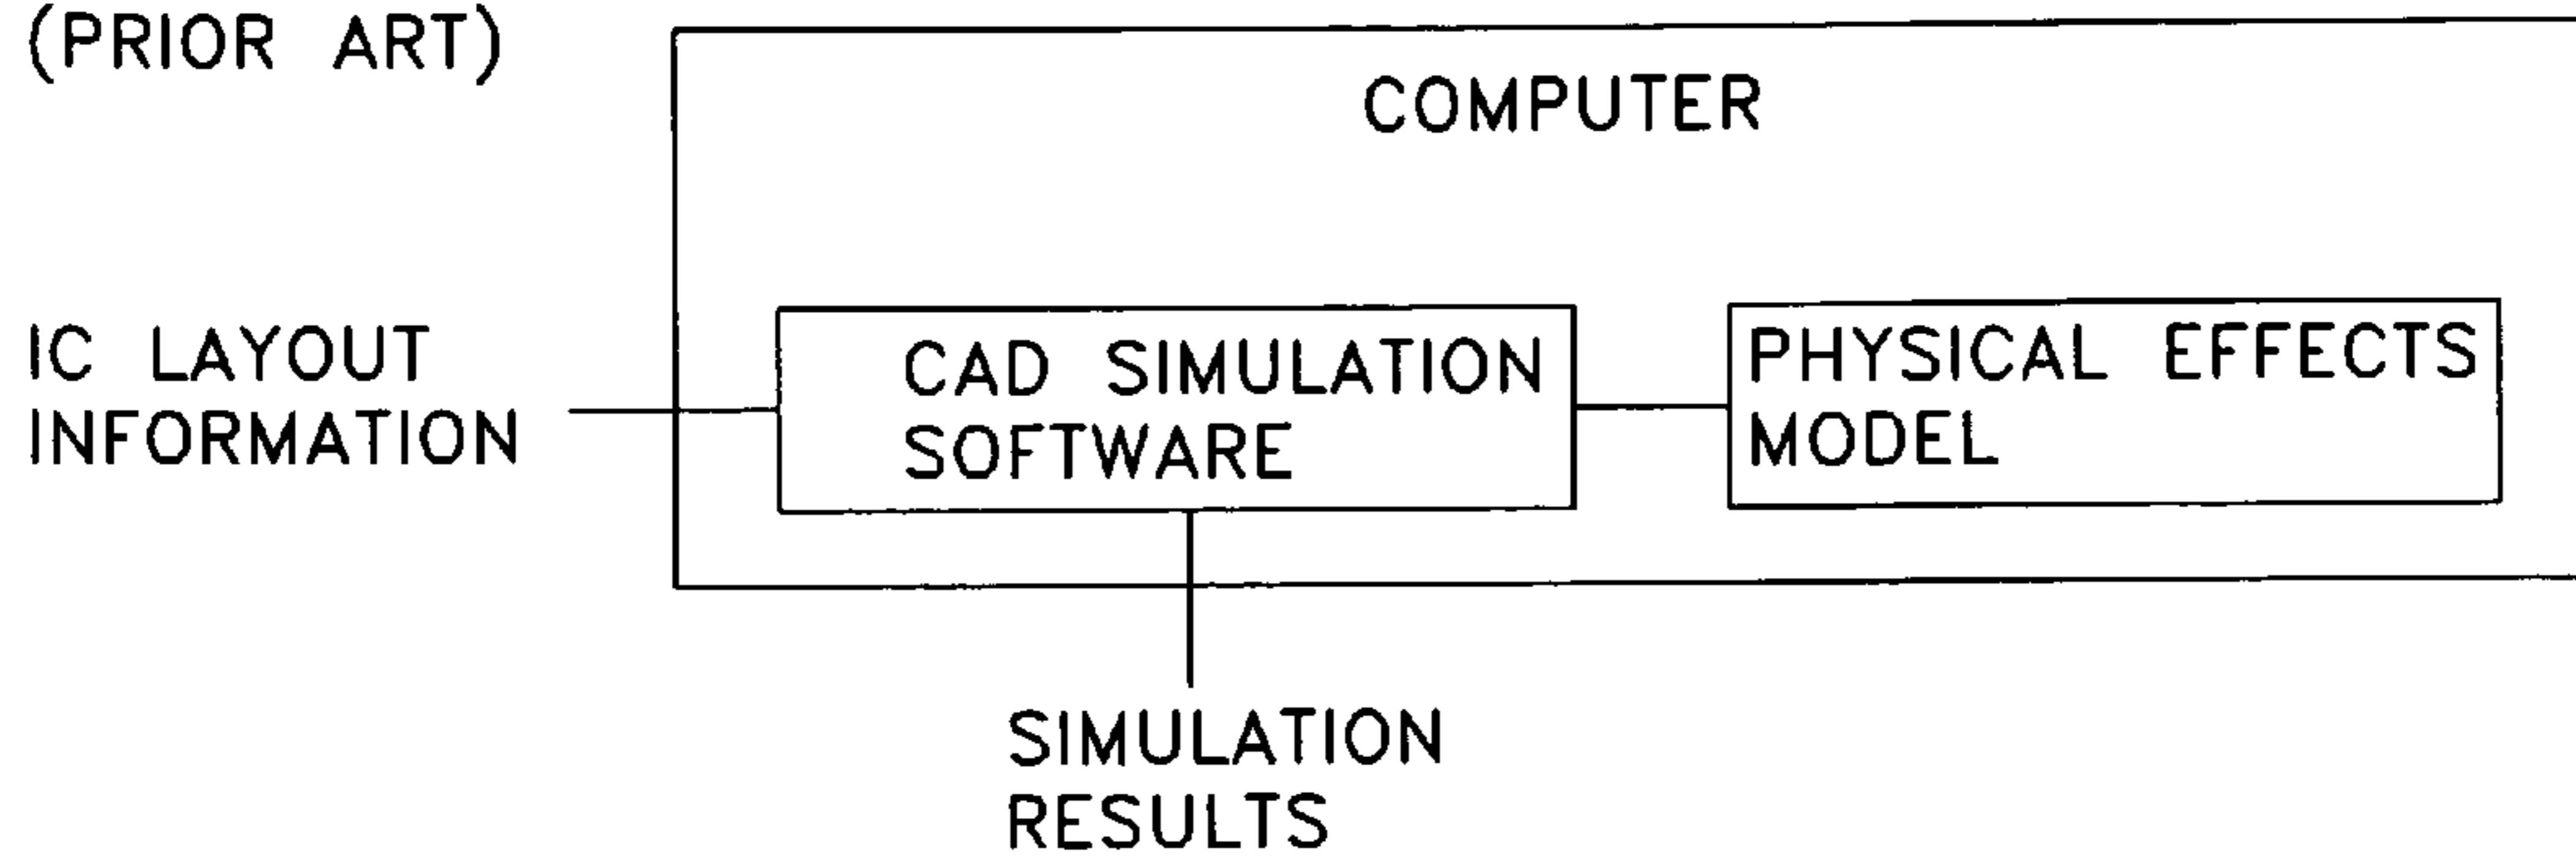 (PRIOR ART)
COMPUTER
IC LAYOUT
INFORMATION
CAD SIMULATION
SOFTWARE
PHYSICAL EFFECTS
MODEL
SIMULATION
RESULTS